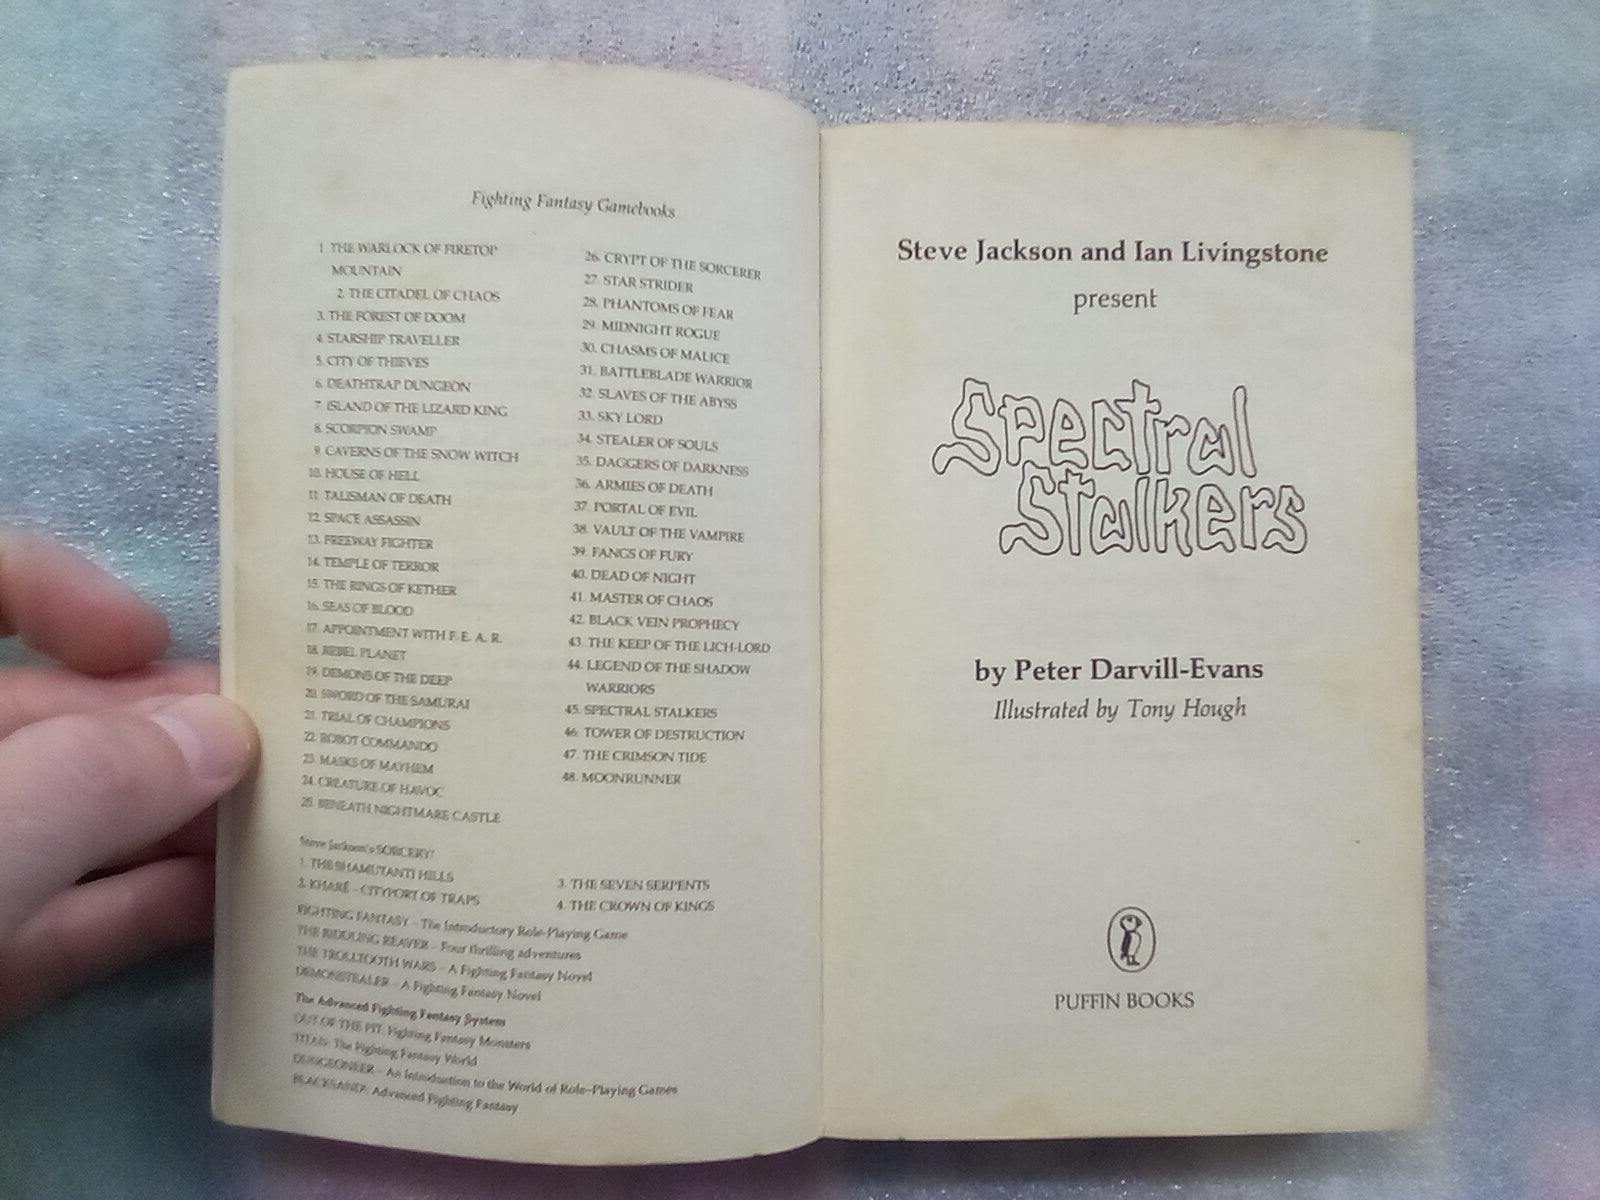 Fighting Fantasy Gamebooks
1 THE WARLOCK OF FIRETOP
MOUNTAIN
2. THE CITADEL OF CHAOS
3. THE FOREST OF DOOM
4. STARSHIP TRAVELLER
5. CITY OF THIEVES
6. DEATHTRAP DUNGEON
7. ISLAND OF THE LIZARD KING
8. SCORPION SWAMP
9. CAVERNS OF THE SNOW WITCH
10. HOUSE OF HELL
11. TALISMAN OF DEATH
12. SPACE ASSASSIN
13. FREEWAY FIGHTER
14. TEMPLE OF TERROR
15. THE RINGS OF KETHER
16. SEAS OF BLOOD
17. APPOINTMENT WITH F. E. A. R.
18. REBEL PLANET
19. DEMONS OF THE DEEP
20. SWORD OF THE SAMURAI
21. TRIAL OF CHAMPIONS
22. ROBOT COMMANDO
23. MASKS OF MAYHEM
24. CREATURE OF HAVOC
25. BENEATH NIGHTMARE CASTLE
26. CRYPT OF THE SORCERER
27. STAR STRIDER
28. PHANTOMS OF FEAR
29. MIDNIGHT ROGUE
30. CHASMS OF MALICE
31. BATTLEBLADE WARRIOR
32. SLAVES OF THE ABYSS
33. SKY LORD
34. STEALER OF SOULS
35. DAGGERS OF DARKNESS
36. ARMIES OF DEATH
37. PORTAL OF EVIL
38. VAULT OF THE VAMPIRE
39. FANGS OF FURY
40. DEAD OF NIGHT
41. MASTER OF CHAOS
42. BLACK VEIN PROPHECY
43. THE KEEP OF THE LICH-LORD
44. LEGEND OF THE SHADOW
WARRIORS
45. SPECTRAL STALKERS
46. TOWER OF DESTRUCTION
47. THE CRIMSON TIDE
48. MOONRUNNER
Steve Jackson's SORCERY!
1. THE SHAMUTANTI HILLS
2. KHARÉ – CITYPORT OF TRAPS
3. THE SEVEN SERPENTS
4. THE CROWN OF KINGS
FIGHTING FANTASY – The Introductory Role-Playing Game
THE RIDDLING REAVER – Four thrilling adventures
THE TROLLTOOTH WARS – A Fighting Fantasy Novel
DEMONSTEALER – A Fighting Fantasy Novel
The Advanced Fighting Fantasy System
OUT OF THE PIT: Fighting Fantasy Monsters
TITAN: The Fighting Fantasy World
DUNGEONEER – An Introduction to the World of Role-Playing Games
BLACKSAND!: Advanced Fighting Fantasy
Steve Jackson and Ian Livingstone
present
Spectral
Stalkers
by Peter Darvill-Evans
Illustrated by Tony Hough
PUFFIN BOOKS